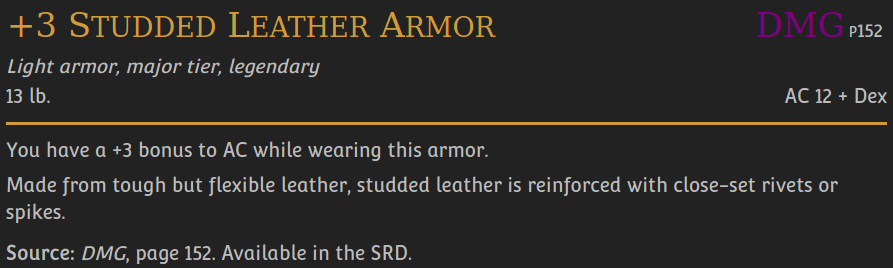 +3 Studded Leather Armor DMG P152
Light armor, major tier, legendary
13 lb. AC 12 + Dex
You have a +3 bonus to AC while wearing this armor.
Made from tough but flexible leather, studded leather is reinforced with close-set rivets or
spikes.
Source: DMG, page 152. Available in the SRD.